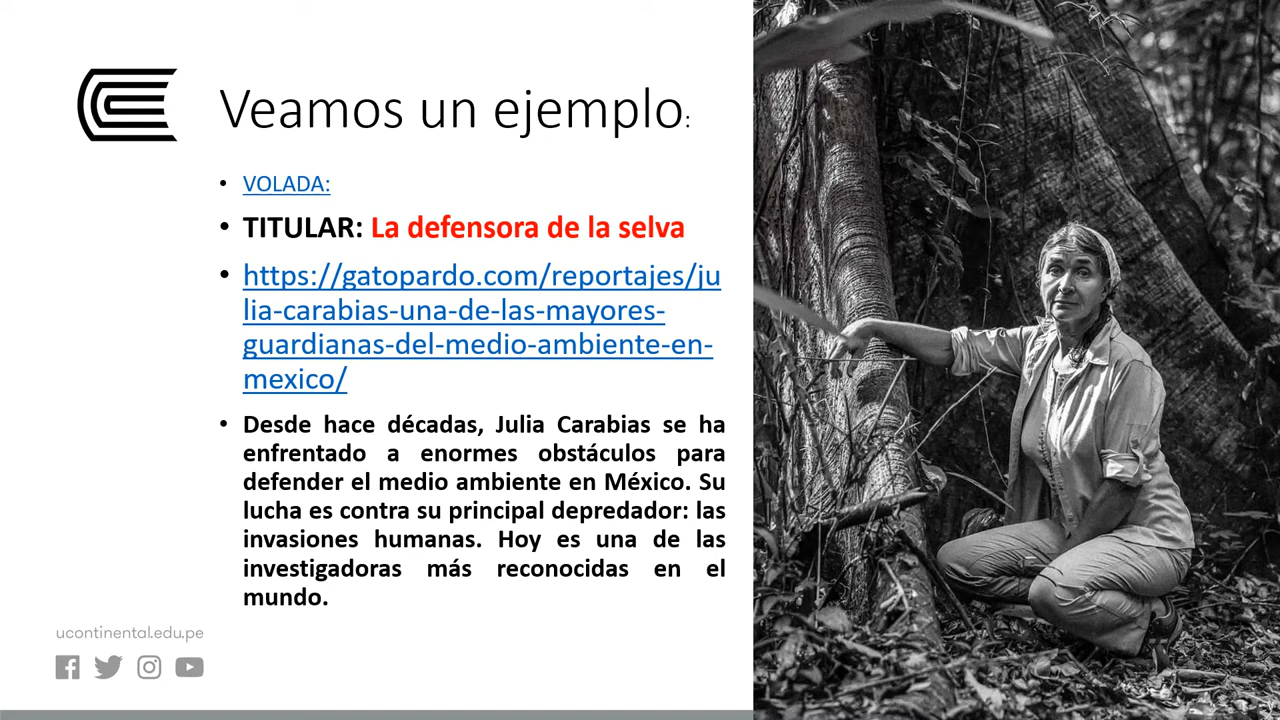 Veamos un ejemplo:
• VOLADA:
• TITULAR: La defensora de la selva
• https://gatopardo.com/reportajes/ju
lia-carabias-una-de-las-mayores-
guardianas-del-medio-ambiente-en-
mexico/
• Desde hace décadas, Julia Carabias se ha
enfrentado a enormes obstáculos para
defender el medio ambiente en México. Su
lucha es contra su principal depredador: las
invasiones humanas. Hoy es una de las
investigadoras más reconocidas en el
mundo.
ucontinental.edu.pe